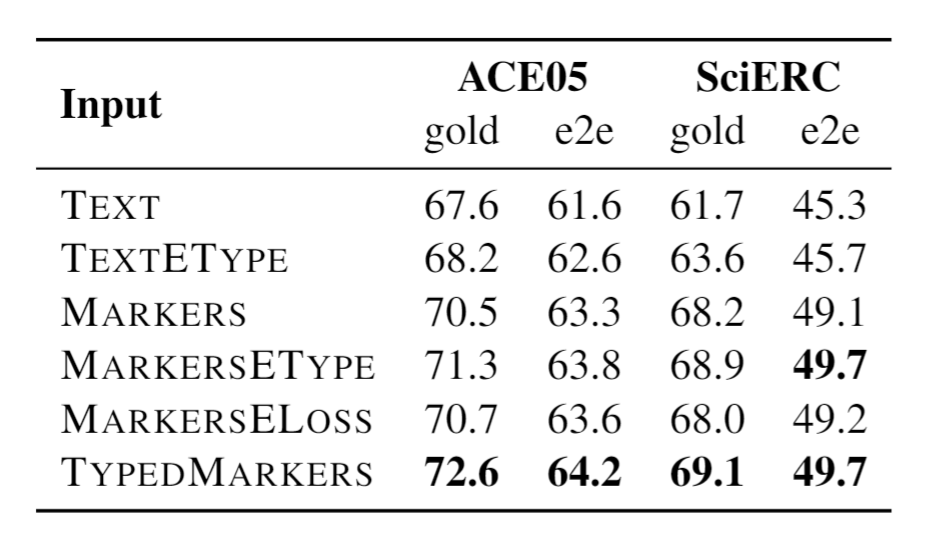 Input ACE05 SciERC
gold e2e gold e2e
TEXT 67.6 61.6 61.7 45.3
TEXTETYPE 68.2 62.6 63.6 45.7
MARKERS 70.5 63.3 68.2 49.1
MARKERSETYPE 71.3 63.8 68.9 49.7
MARKERSELOSS 70.7 63.6 68.0 49.2
TYPEDMARKERS 72.6 64.2 69.1 49.7